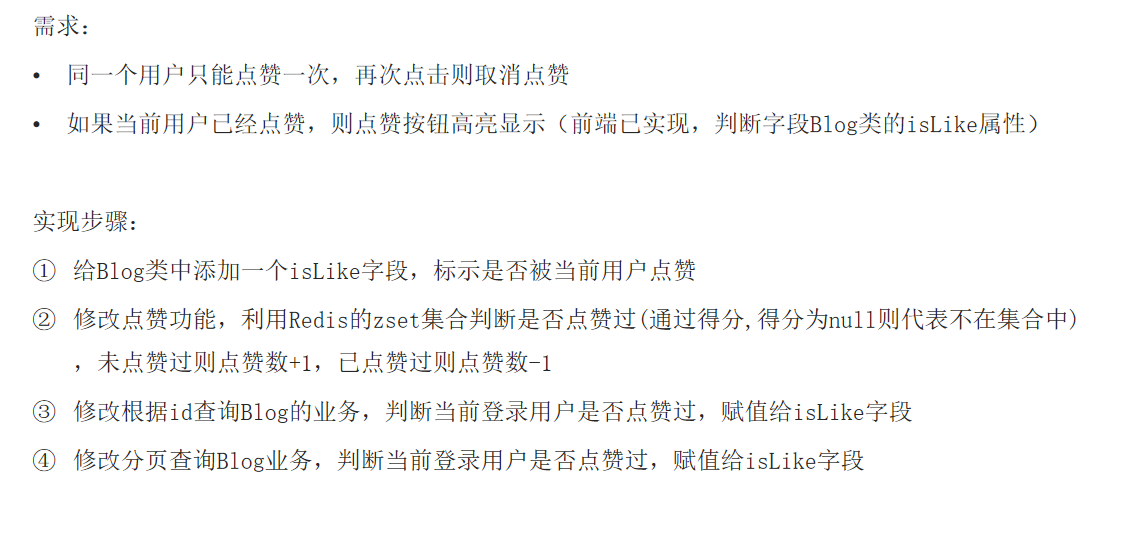 需求：
• 同一个用户只能点赞一次，再次点击则取消点赞
• 如果当前用户已经点赞，则点赞按钮高亮显示（前端已实现，判断字段Blog类的isLike属性）
实现步骤：
① 给Blog类中添加一个isLike字段，标示是否被当前用户点赞
② 修改点赞功能，利用Redis的zset集合判断是否点赞过(通过得分,得分为null则代表不在集合中)
，未点赞过则点赞数+1，已点赞过则点赞数-1
③ 修改根据id查询Blog的业务，判断当前登录用户是否点赞过，赋值给isLike字段
④ 修改分页查询Blog业务，判断当前登录用户是否点赞过，赋值给isLike字段